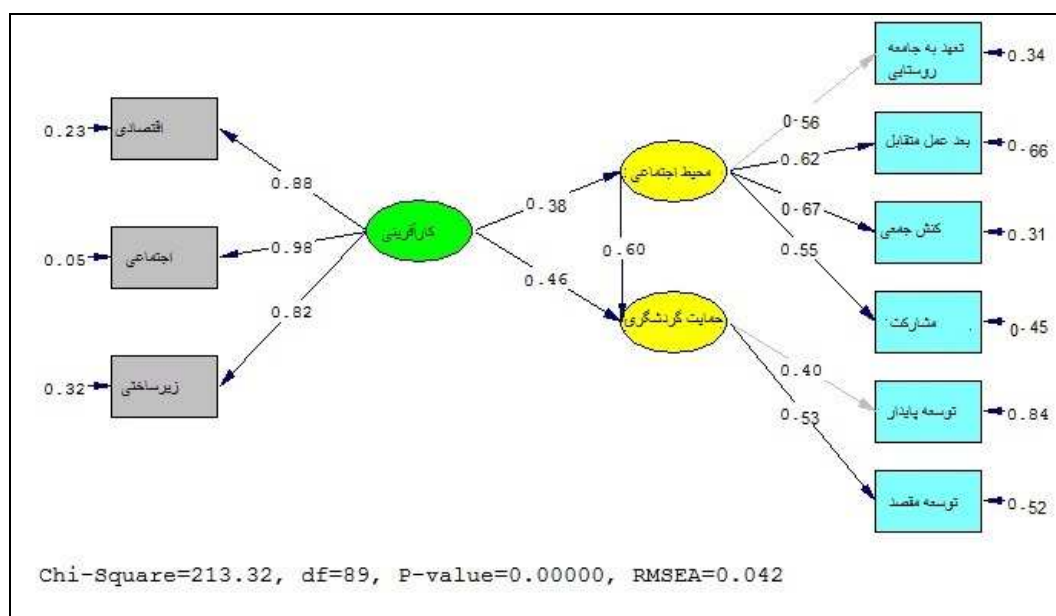 تعهد به جامعه
روستایی
0.34
0.56
اقتصادی
0.23
بعد عمل متقابل
0.66
0.62
0.88
محیط اجتماعی
0.38
0.67
کنش جمعی
0.31
کارآفرینی
0.98
اجتماعی
0.05
0.60
0.55
0.46
0.82
حمایت گردشگری
مشارکت
0.45
زیرساختی
0.32
0.40
0.53
توسعه پایدار
0.84
توسعه مقصد
0.52
Chi-Square=213.32, df=89, P-value=0.00000, RMSEA=0.042